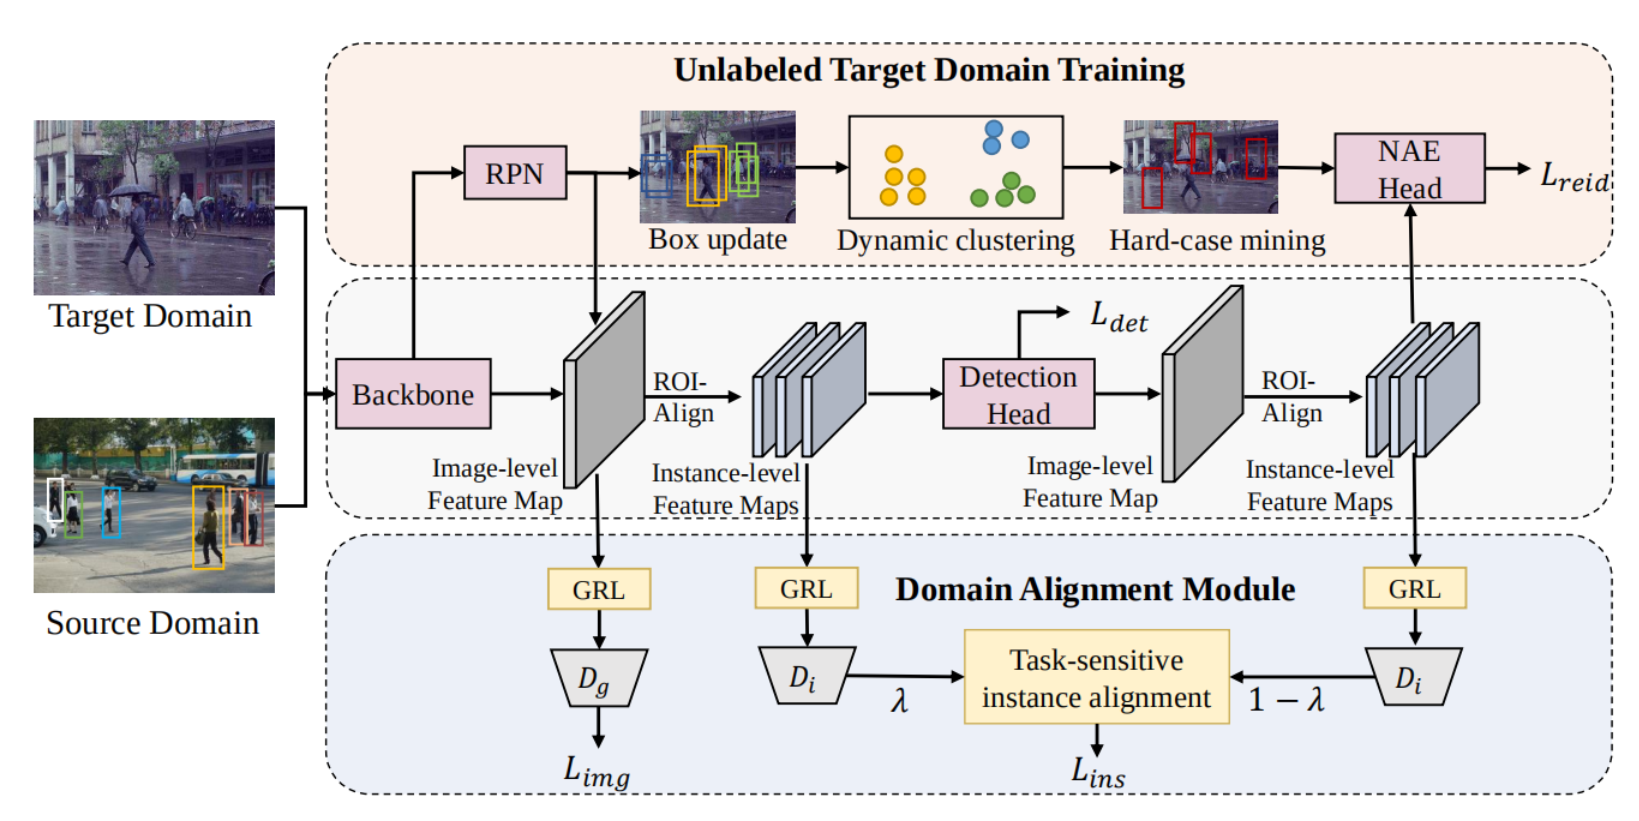 Unlabeled Target Domain Training
RPN
Box update
Dynamic clustering
Hard-case mining
NAE
Head
L_{reid}
Target Domain
Source Domain
Backbone
Image-level
Feature Map
ROI-
Align
Instance-level
Feature Maps
Detection
Head
L_{det}
Image-level
Feature Map
ROI-
Align
Instance-level
Feature Maps
Domain Alignment Module
GRL
D_g
L_{img}
GRL
D_i
λ
Task-sensitive
instance alignment
L_{ins}
GRL
D_i
1 − λ